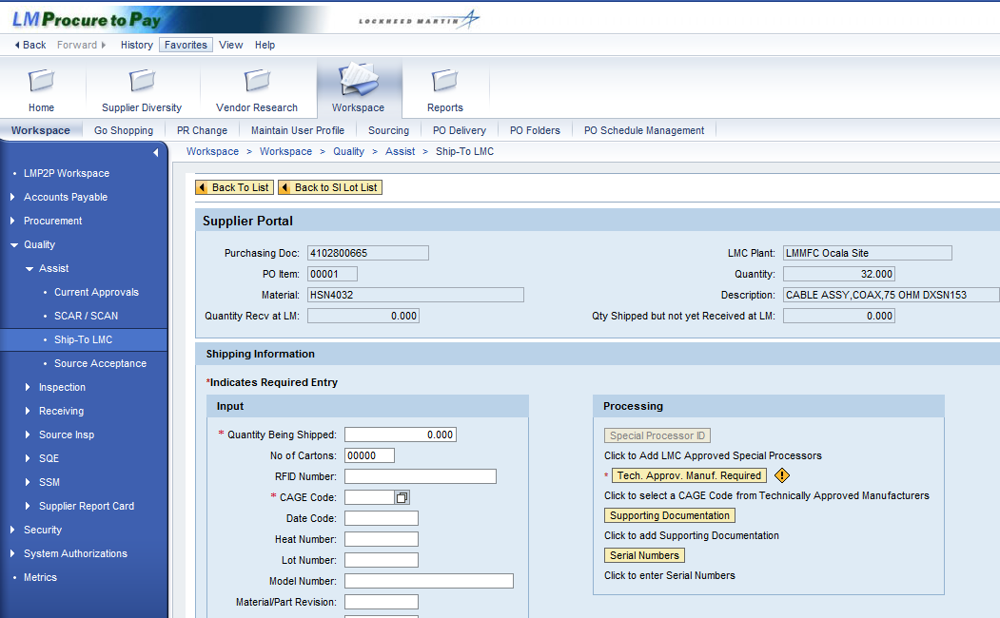 LMProcure to Pay
LOCKHEED MARTIN
Back Forward History Favorites View Help
Home Supplier Diversity Vendor Research Workspace Reports
Workspace Go Shopping PR Change Maintain User Profile Sourcing PO Delivery PO Folders PO Schedule Management
Workspace > Workspace > Quality > Assist > Ship-To LMC
LMP2P Workspace
Accounts Payable
Procurement
Quality
Assist
Current Approvals
SCAR / SCAN
Ship-To LMC
Source Acceptance
Inspection
Receiving
Source Insp
SQE
SSM
Supplier Report Card
Security
System Authorizations
Metrics
Back To List Back to SI Lot List
Supplier Portal
Purchasing Doc: 4102800665 LMC Plant: LMMFC Ocala Site
PO Item: 00001 Quantity: 32.000
Material: HSN4032 Description: CABLE ASSY,COAX,75 OHM DXSN153
Quantity Recv at LM: 0.000 Qty Shipped but not yet Received at LM: 0.000
Shipping Information
*Indicates Required Entry
Input
* Quantity Being Shipped: 0.000
No of Cartons: 00000
RFID Number:
* CAGE Code:
Date Code:
Heat Number:
Lot Number:
Model Number:
Material/Part Revision:
Processing
Special Processor ID
Click to Add LMC Approved Special Processors
* Tech. Approv. Manuf. Required
Click to select a CAGE Code from Technically Approved Manufacturers
Supporting Documentation
Click to add Supporting Documentation
Serial Numbers
Click to enter Serial Numbers